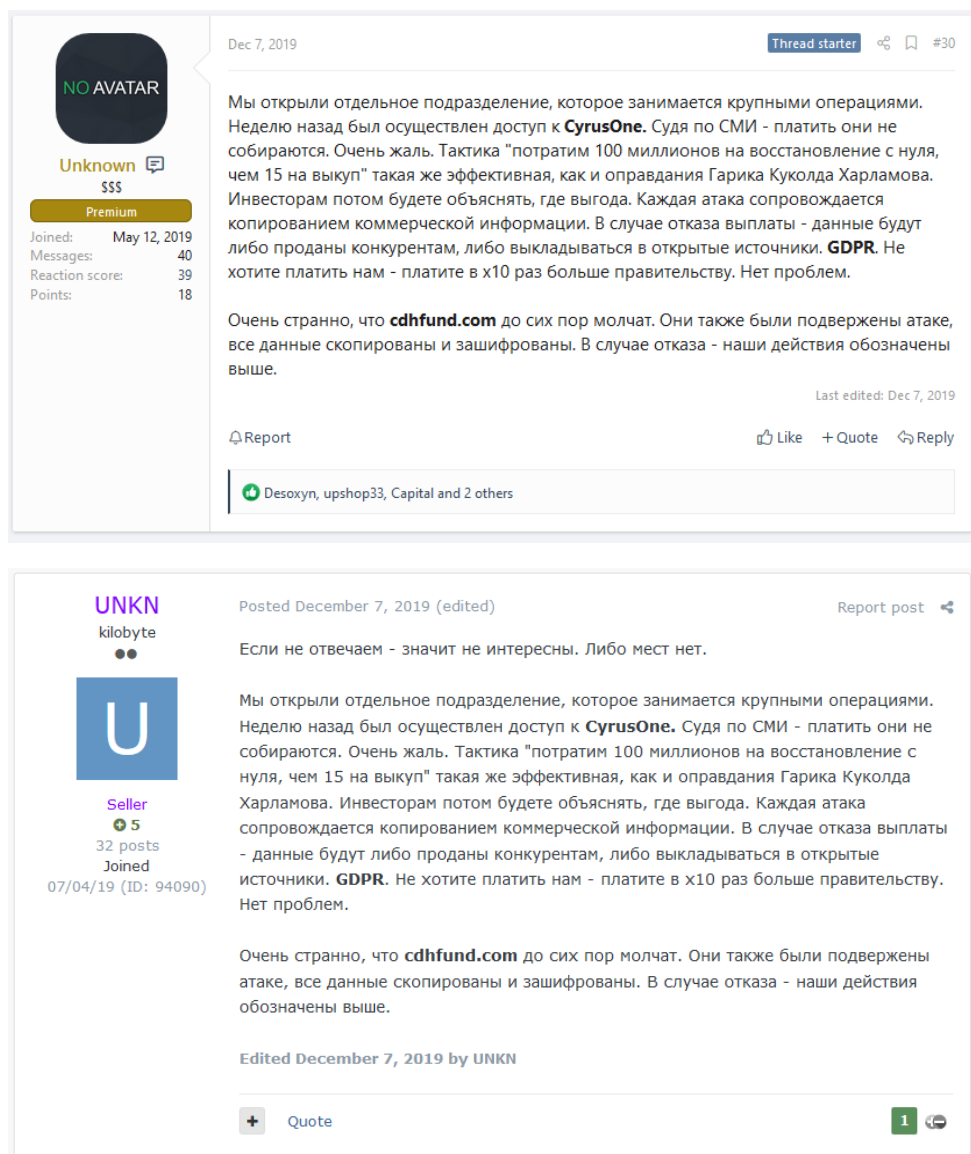 Dec 7, 2019
Thread starter
#30
NO AVATAR
Unknown
$$$
Premium
Joined: May 12, 2019
Messages: 40
Reaction score: 39
Points: 18
Мы открыли отдельное подразделение, которое занимается крупными операциями.
Неделю назад был осуществлен доступ к CyrusOne. Судя по СМИ - платить они не
собираются. Очень жаль. Тактика "потратим 100 миллионов на восстановление с нуля,
чем 15 на выкуп" такая же эффективная, как и оправдания Гарика Куколда Харламова.
Инвесторам потом будете объяснять, где выгода. Каждая атака сопровождается
копированием коммерческой информации. В случае отказа выплаты - данные будут
либо проданы конкурентам, либо выкладываться в открытые источники. GDPR. Не
хотите платить нам - платите в x10 раз больше правительству. Нет проблем.
Очень странно, что cdhfund.com до сих пор молчат. Они также были подвержены атаке,
все данные скопированы и зашифрованы. В случае отказа - наши действия обозначены
выше.
Last edited: Dec 7, 2019
Report
Like
+ Quote
Reply
Desoxyn, upshop33, Capital and 2 others
UNKN
kilobyte
U
Seller
5
32 posts
Joined
07/04/19 (ID: 94090)
Posted December 7, 2019 (edited)
Report post
Если не отвечаем - значит не интересны. Либо мест нет.
Мы открыли отдельное подразделение, которое занимается крупными операциями.
Неделю назад был осуществлен доступ к CyrusOne. Судя по СМИ - платить они не
собираются. Очень жаль. Тактика "потратим 100 миллионов на восстановление с
нуля, чем 15 на выкуп" такая же эффективная, как и оправдания Гарика Куколда
Харламова. Инвесторам потом будете объяснять, где выгода. Каждая атака
сопровождается копированием коммерческой информации. В случае отказа выплаты
- данные будут либо проданы конкурентам, либо выкладываться в открытые
источники. GDPR. Не хотите платить нам - платите в x10 раз больше правительству.
Нет проблем.
Очень странно, что cdhfund.com до сих пор молчат. Они также были подвержены
атаке, все данные скопированы и зашифрованы. В случае отказа - наши действия
обозначены выше.
Edited December 7, 2019 by UNKN
+
Quote
1